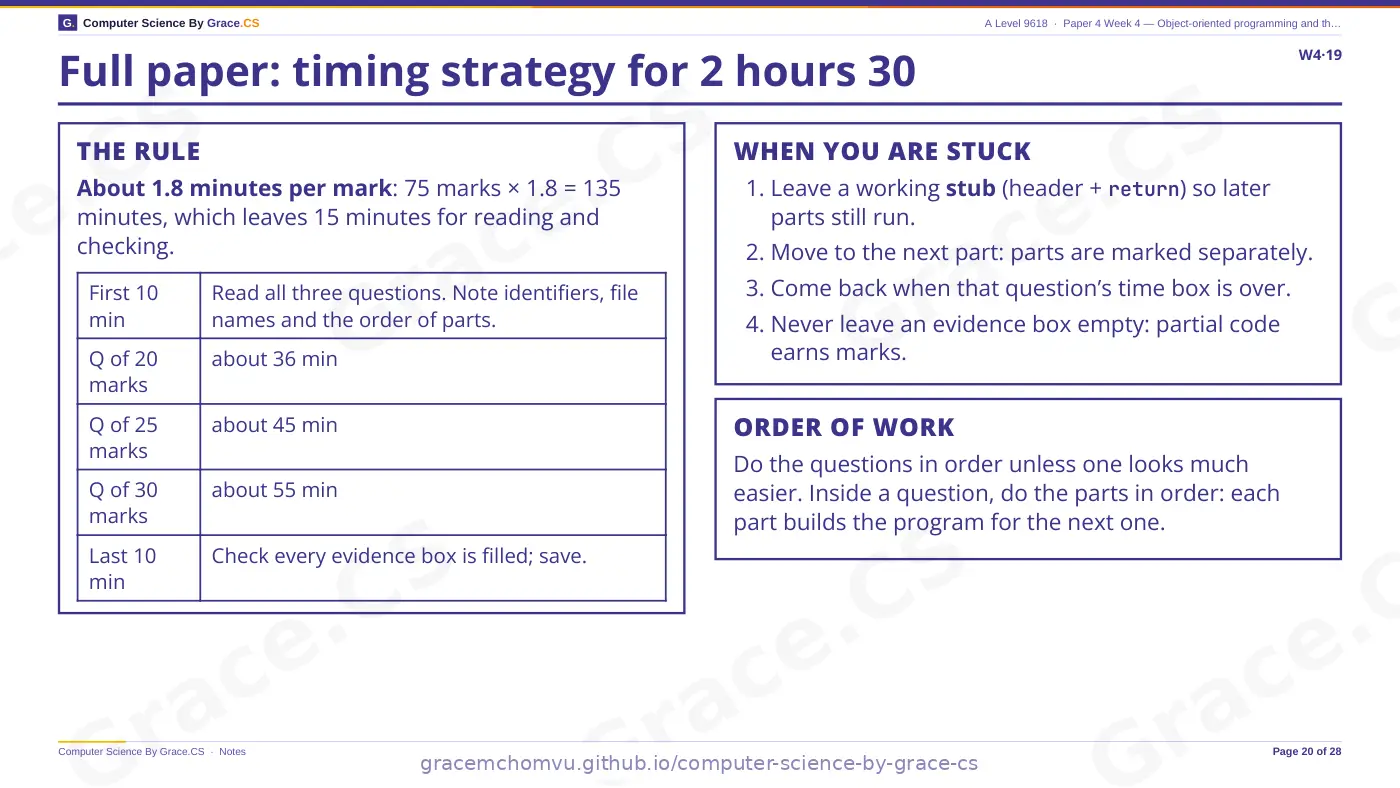 G. Computer Science By Grace.CS
A Level 9618 · Paper 4 Week 4 — Object-oriented programming and th…
W4·19
Full paper: timing strategy for 2 hours 30
THE RULE
About 1.8 minutes per mark: 75 marks × 1.8 = 135
minutes, which leaves 15 minutes for reading and
checking.
First 10
min
Read all three questions. Note identifiers, file
names and the order of parts.
Q of 20
marks
about 36 min
Q of 25
marks
about 45 min
Q of 30
marks
about 55 min
Last 10
min
Check every evidence box is filled; save.
WHEN YOU ARE STUCK
1. Leave a working stub (header + return) so later
parts still run.
2. Move to the next part: parts are marked separately.
3. Come back when that question’s time box is over.
4. Never leave an evidence box empty: partial code
earns marks.
ORDER OF WORK
Do the questions in order unless one looks much
easier. Inside a question, do the parts in order: each
part builds the program for the next one.
Computer Science By Grace.CS · Notes
gracemchomvu.github.io/computer-science-by-grace-cs
Page 20 of 28